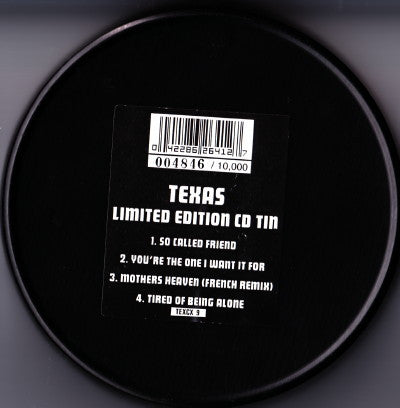 0 42286 26412 7
004846 / 10,000
TEXAS
LIMITED EDITION CD TIN
1. SO CALLED FRIEND
2. YOU'RE THE ONE I WANT IT FOR
3. MOTHERS HEAVEN (FRENCH REMIX)
4. TIRED OF BEING ALONE
TEXCX 9